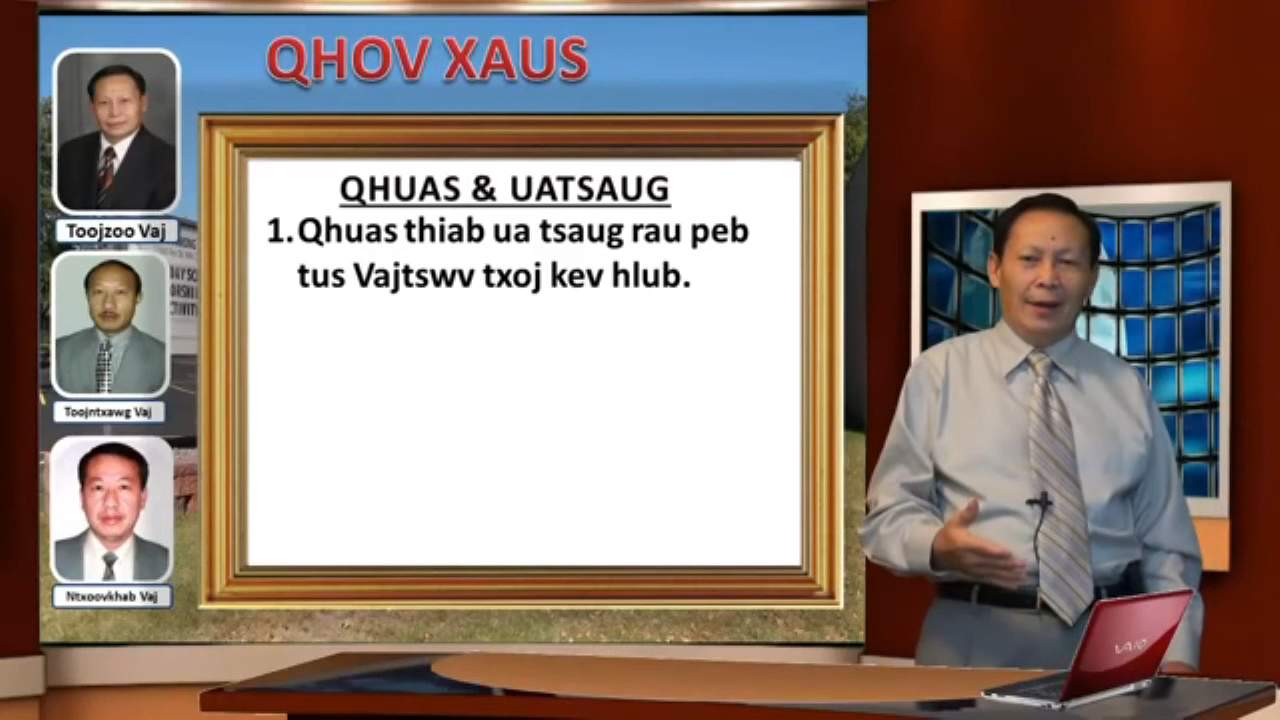 QHOV XAUS
QHUAS & UATSAUG
1.Qhuas thiab ua tsaug rau peb
tus Vajtswv txoj kev hlub.
Toojzoo Vaj
Toojntxawg Vaj
Ntxoovkhab Vaj
VAIO